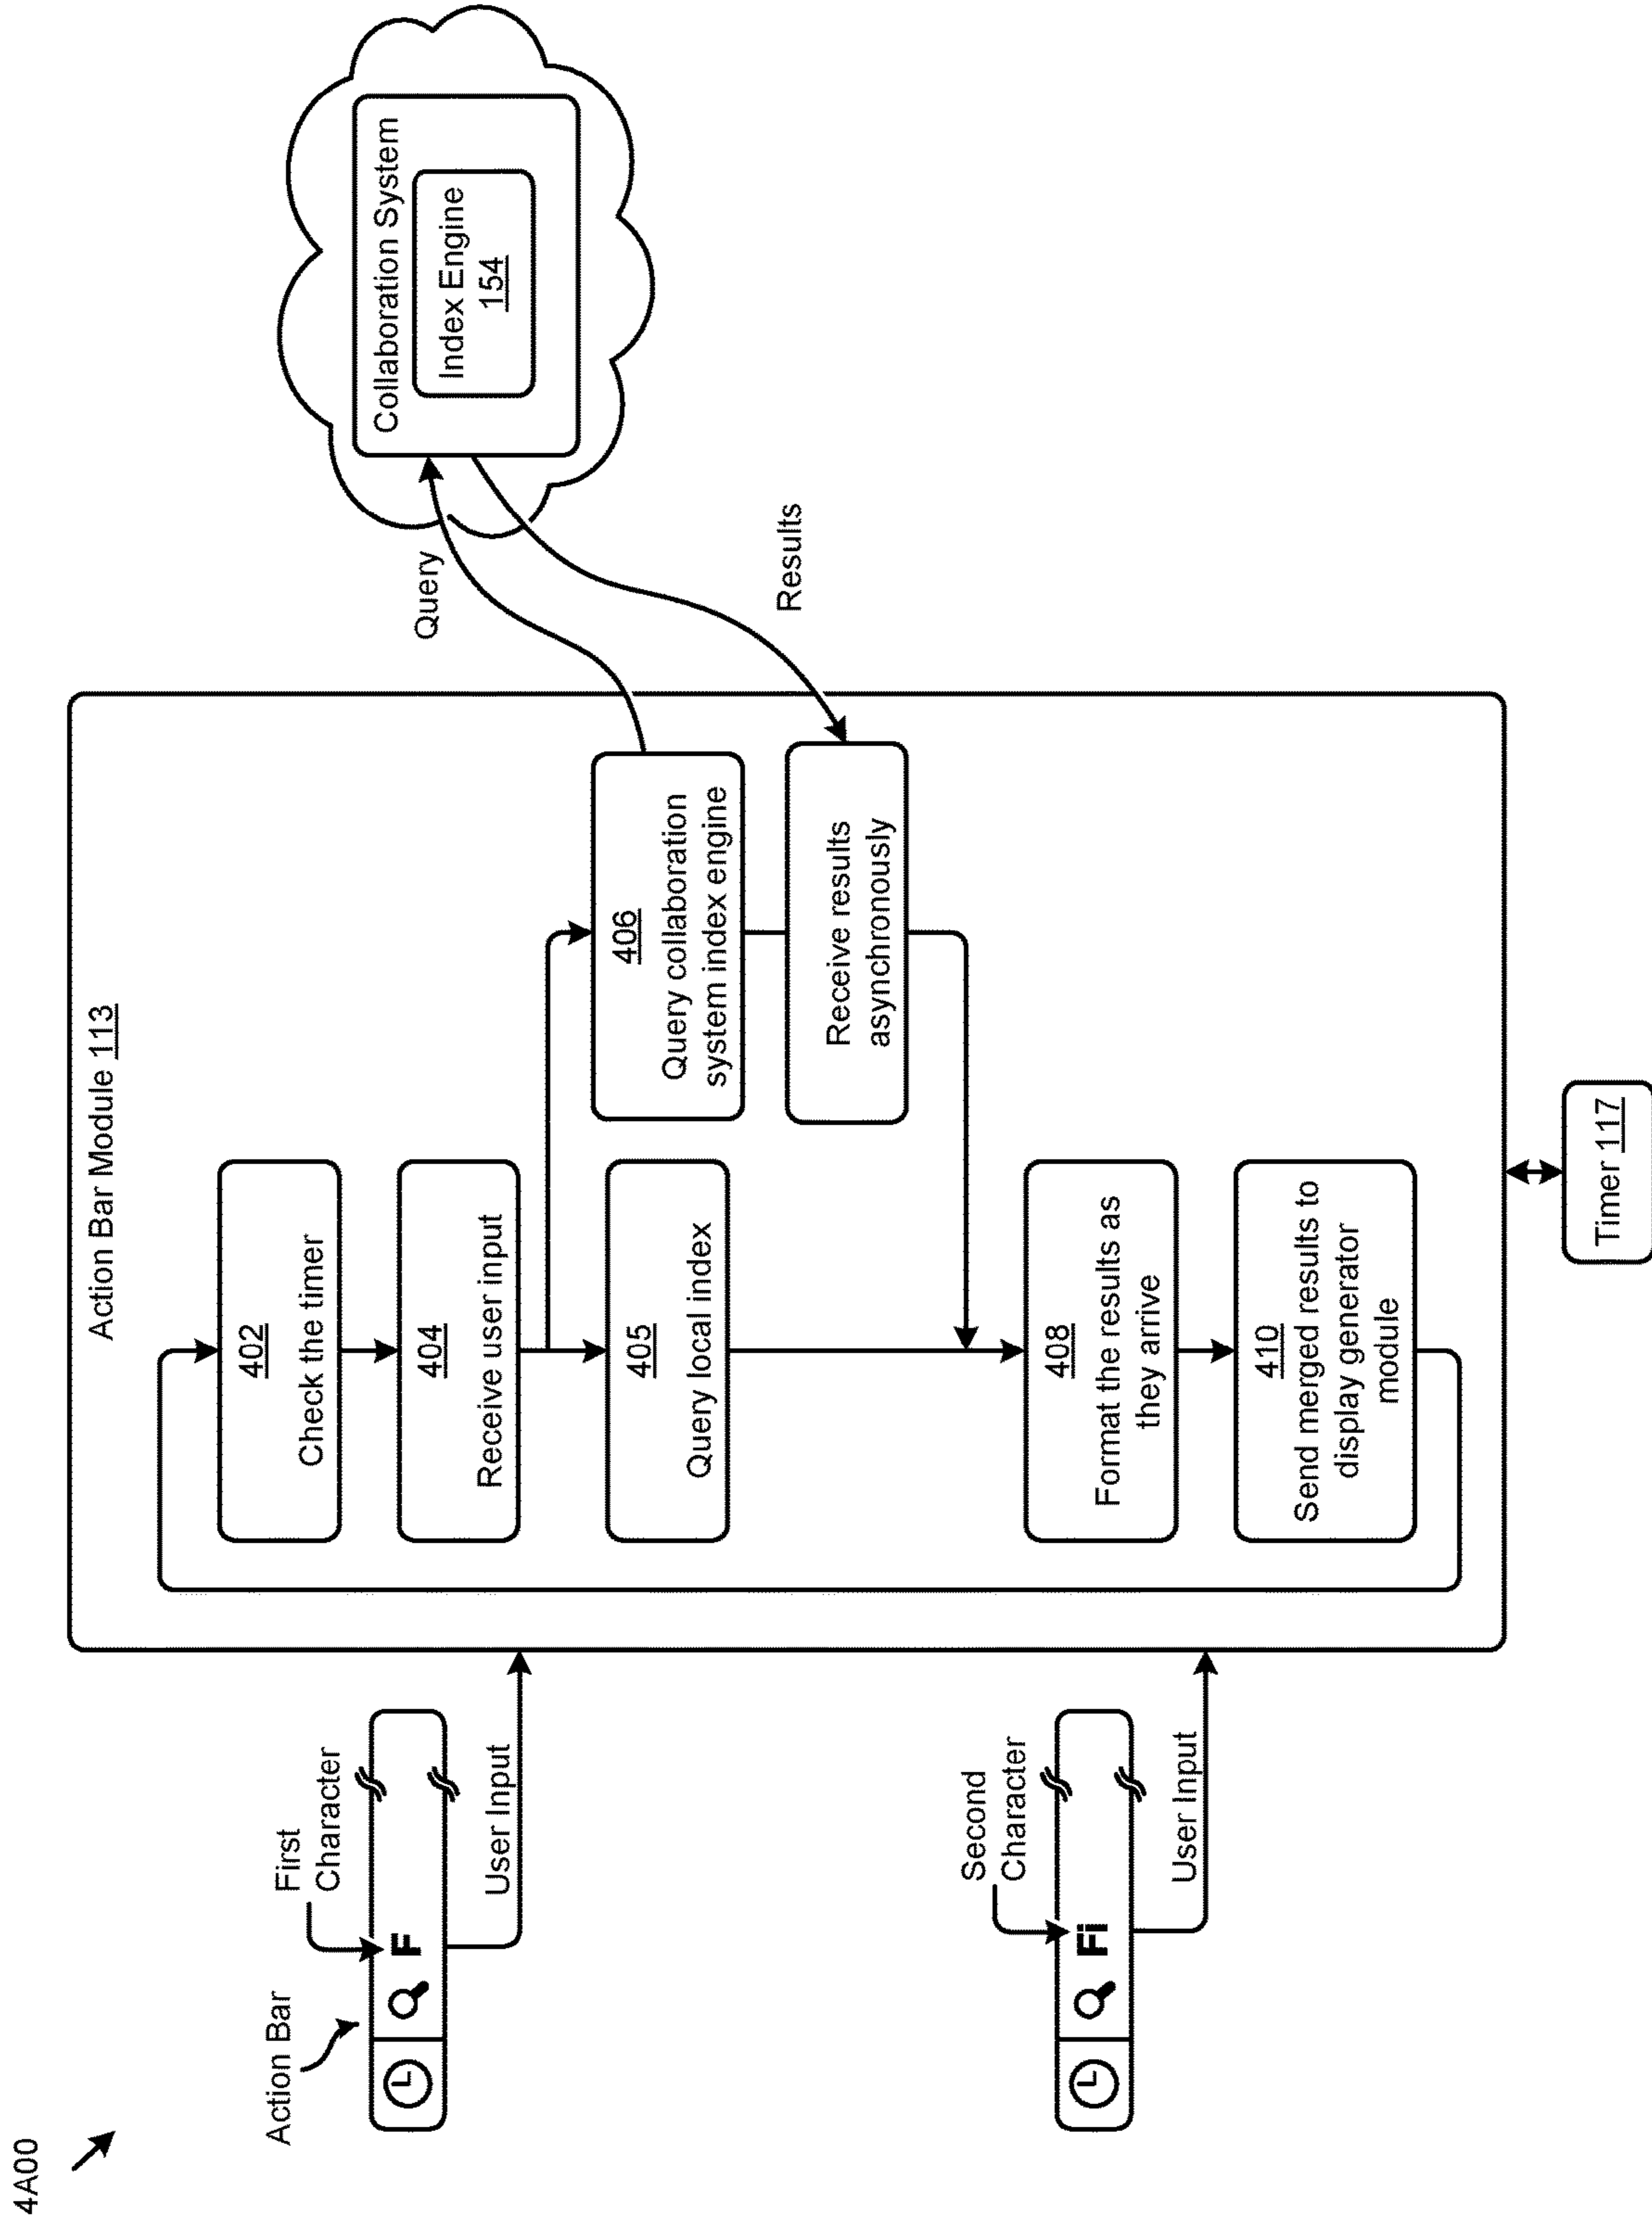 4A00
Action Bar
First
Character
F
User Input
Second
Character
Fi
User Input
Action Bar Module 113
402
Check the timer
404
Receive user input
405
Query local index
406
Query collaboration
system index engine
Receive results
asynchronously
408
Format the results as
they arrive
410
Send merged results to
display generator
module
Timer 117
Query
Results
Collaboration System
Index Engine
154